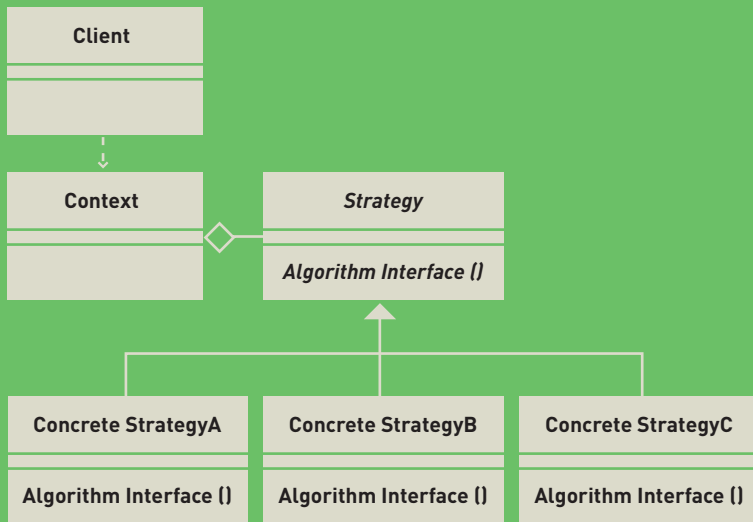 Client
Context
Strategy
Algorithm Interface ()
Concrete StrategyA
Concrete StrategyB
Concrete StrategyC
Algorithm Interface ()
Algorithm Interface ()
Algorithm Interface ()